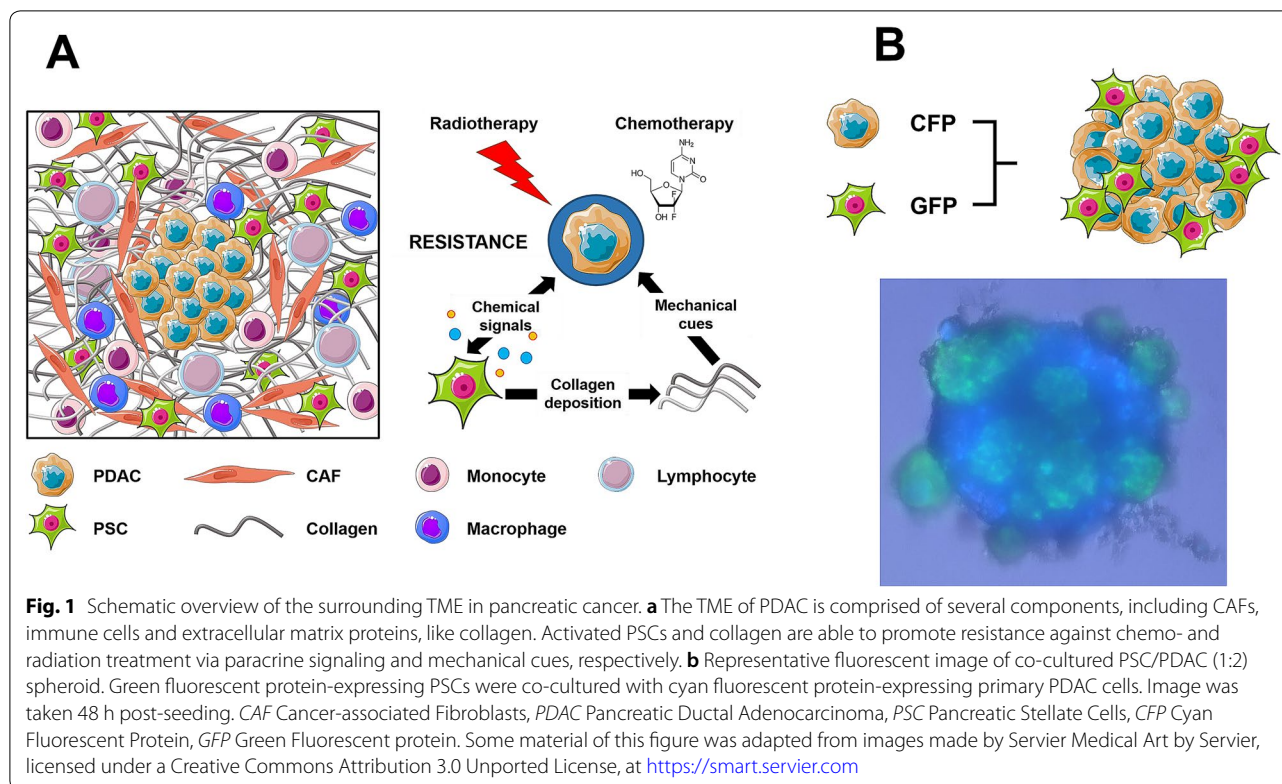 A
B
Radiotherapy
Chemotherapy
NH₂
N
HO
N
O
O
F
OH F
RESISTANCE
Chemical
signals
Mechanical
cues
Collagen
deposition
CFP
GFP
PDAC
CAF
Monocyte
Lymphocyte
PSC
Collagen
Macrophage
Fig. 1 Schematic overview of the surrounding TME in pancreatic cancer. a The TME of PDAC is comprised of several components, including CAFs,
immune cells and extracellular matrix proteins, like collagen. Activated PSCs and collagen are able to promote resistance against chemo- and
radiation treatment via paracrine signaling and mechanical cues, respectively. b Representative fluorescent image of co-cultured PSC/PDAC (1:2)
spheroid. Green fluorescent protein-expressing PSCs were co-cultured with cyan fluorescent protein-expressing primary PDAC cells. Image was
taken 48 h post-seeding. CAF Cancer-associated Fibroblasts, PDAC Pancreatic Ductal Adenocarcinoma, PSC Pancreatic Stellate Cells, CFP Cyan
Fluorescent Protein, GFP Green Fluorescent protein. Some material of this figure was adapted from images made by Servier Medical Art by Servier,
licensed under a Creative Commons Attribution 3.0 Unported License, at https://smart.servier.com